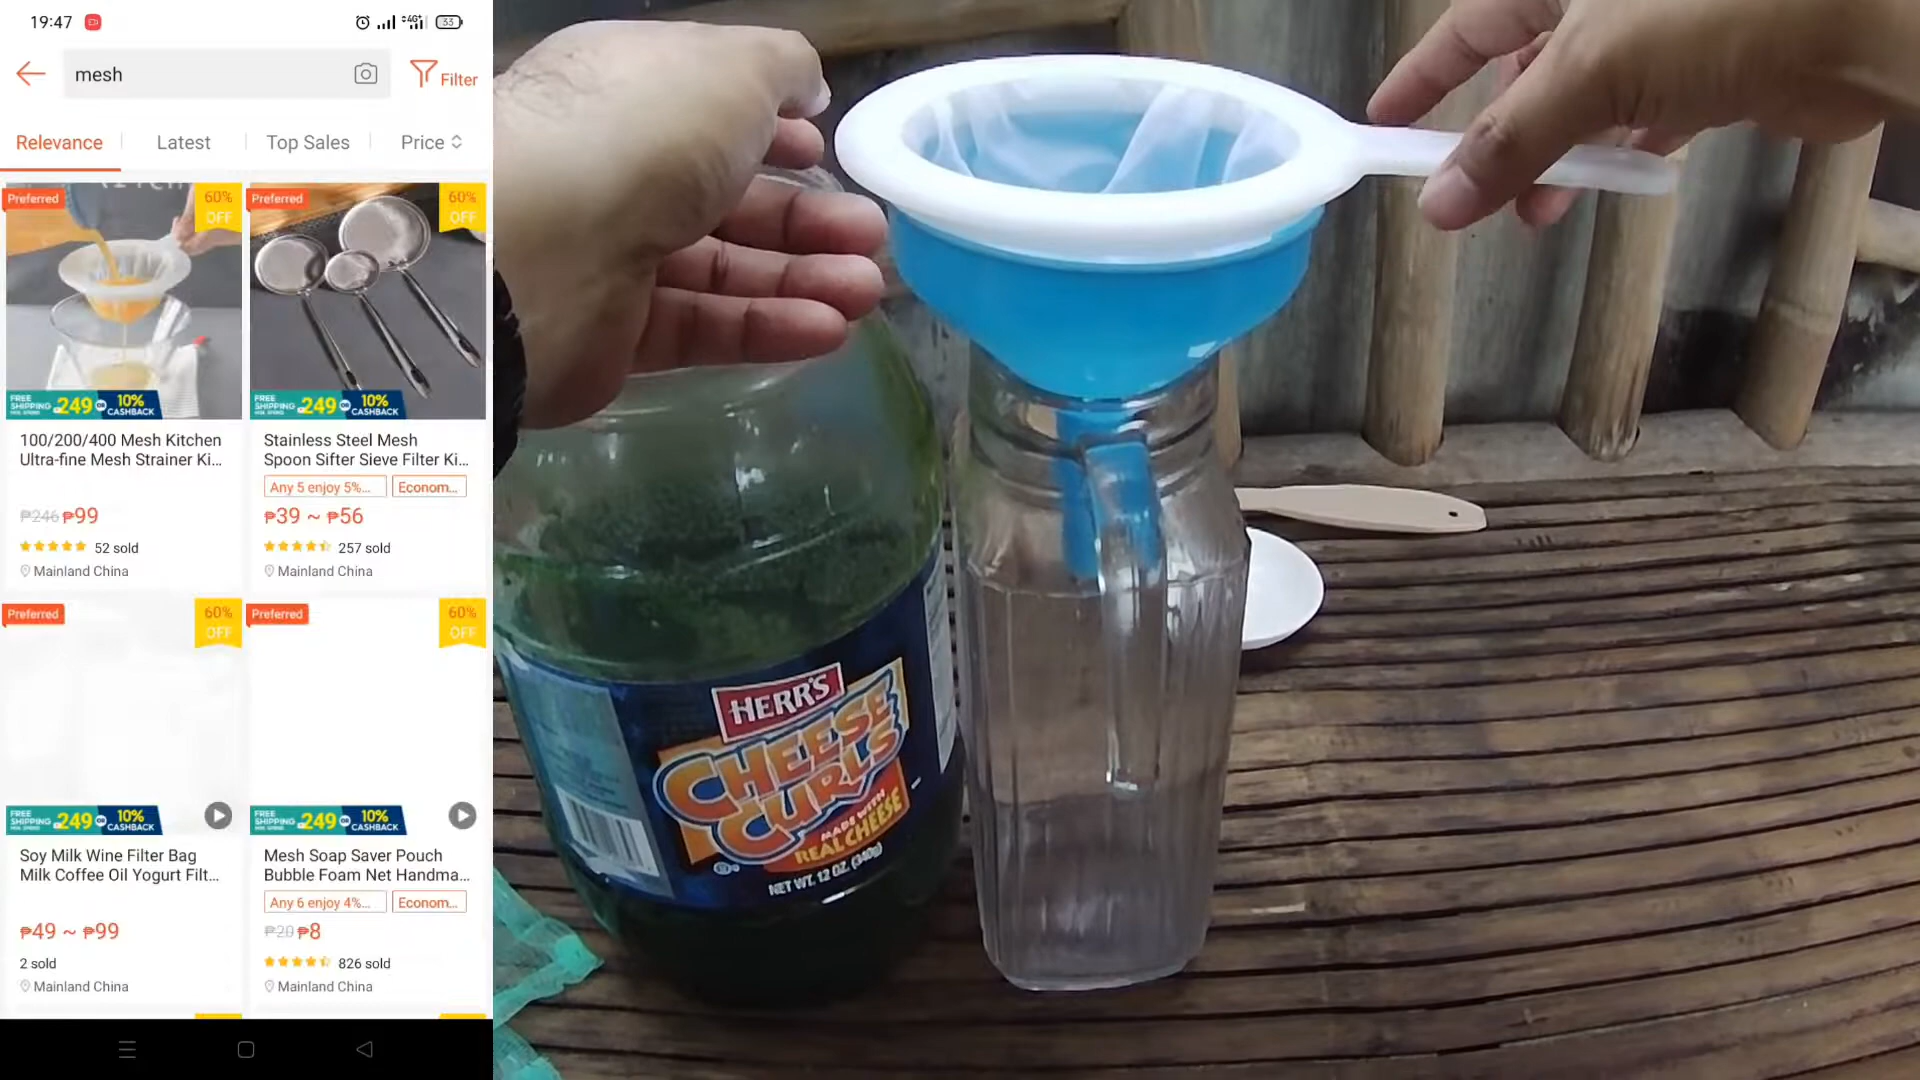 19:47
4G
33
mesh
Filter
Relevance
Latest
Top Sales
Price
Preferred
60%
OFF
FREE
SHIPPING
249
10%
CASHBACK
100/200/400 Mesh Kitchen
Ultra-fine Mesh Strainer Ki...
₱246 ₱99
52 sold
Mainland China
Preferred
60%
OFF
FREE
SHIPPING
249
10%
CASHBACK
Stainless Steel Mesh
Spoon Sifter Sieve Filter Ki...
Any 5 enjoy 5%...
Econom...
₱39 ~ ₱56
257 sold
Mainland China
Preferred
60%
OFF
FREE
SHIPPING
249
10%
CASHBACK
Soy Milk Wine Filter Bag
Milk Coffee Oil Yogurt Filt...
₱49 ~ ₱99
2 sold
Mainland China
Preferred
60%
OFF
FREE
SHIPPING
249
10%
CASHBACK
Mesh Soap Saver Pouch
Bubble Foam Net Handma...
Any 6 enjoy 4%...
Econom...
₱20 ₱8
826 sold
Mainland China
HERR'S
CHEESE
CURLS
MADE WITH
REAL CHEESE
NET WT. 12 OZ. (340g)